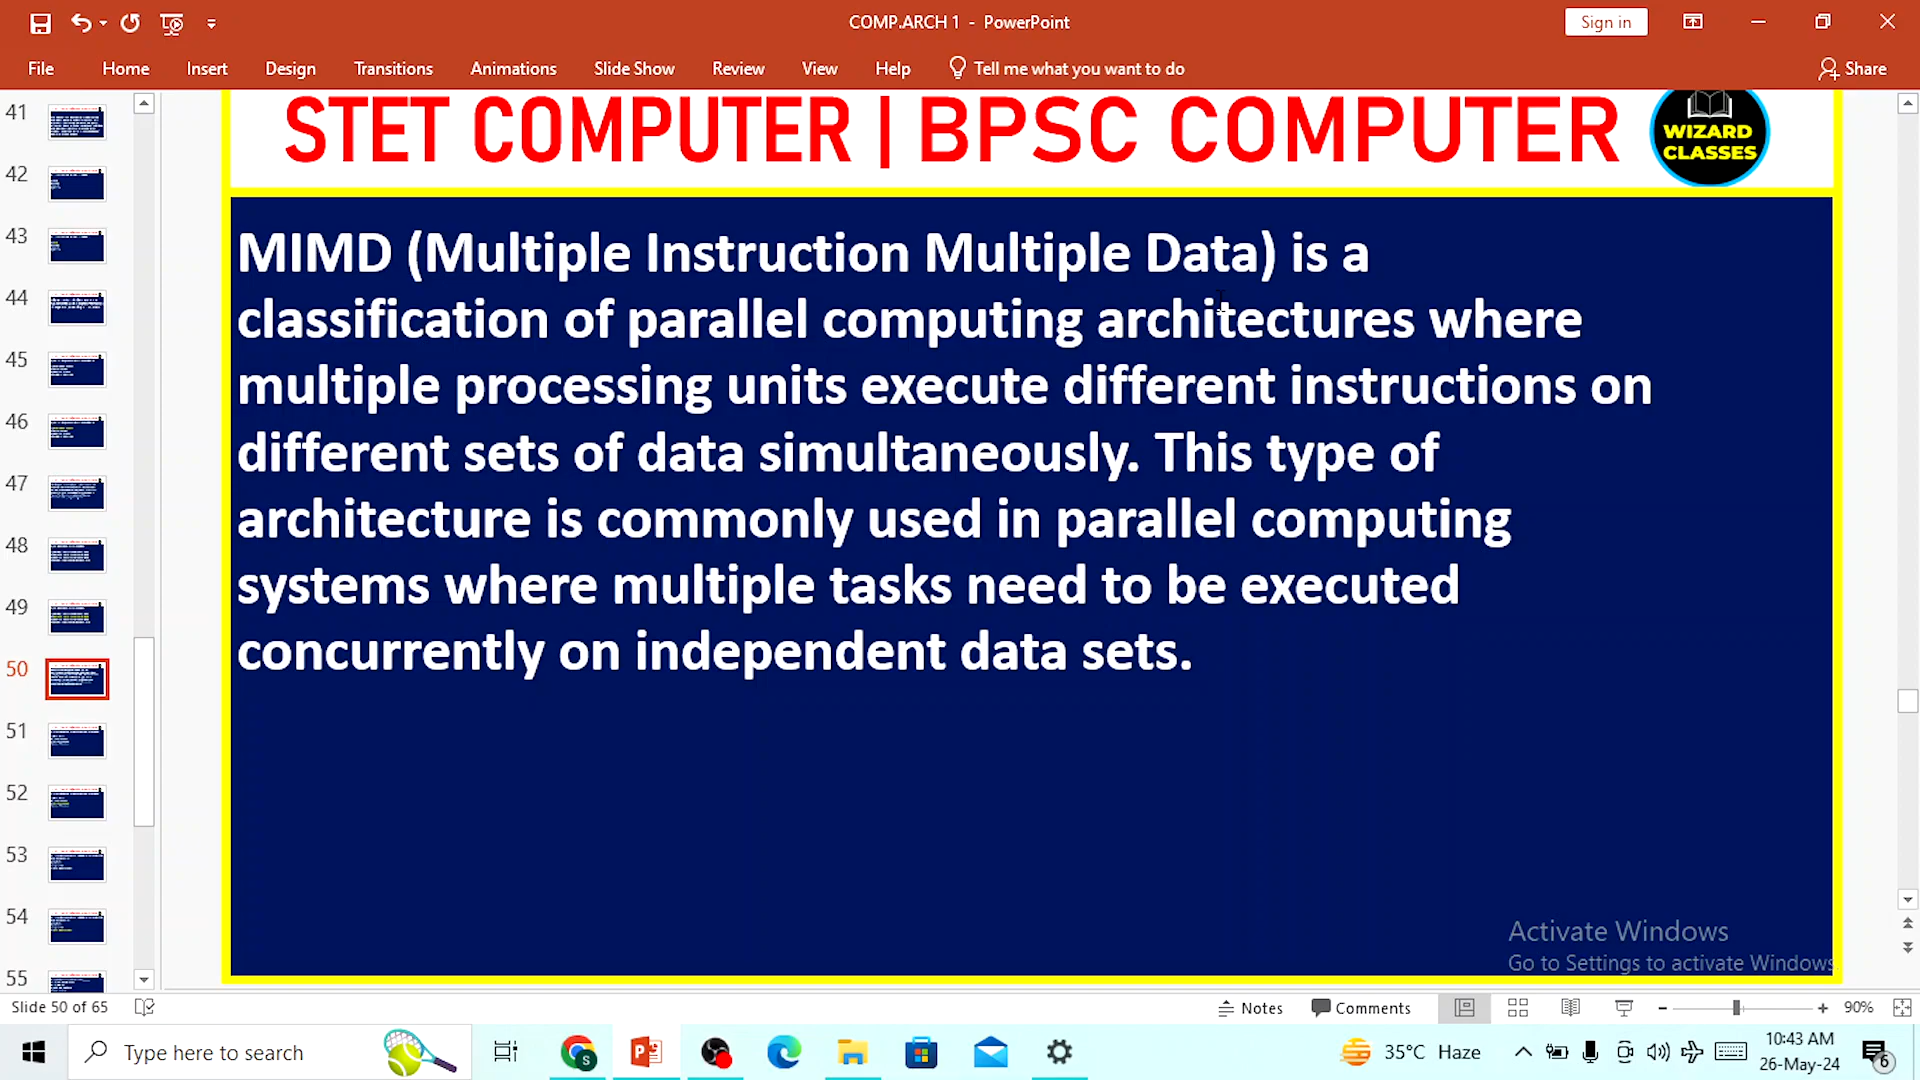 COMP.ARCH 1 - PowerPoint
Sign in
File Home Insert Design Transitions Animations Slide Show Review View Help Tell me what you want to do Share
STET COMPUTER | BPSC COMPUTER
WIZARD
CLASSES
MIMD (Multiple Instruction Multiple Data) is a
classification of parallel computing architectures where
multiple processing units execute different instructions on
different sets of data simultaneously. This type of
architecture is commonly used in parallel computing
systems where multiple tasks need to be executed
concurrently on independent data sets.
41
42
43
44
45
46
47
48
49
50
51
52
53
54
55
Activate Windows
Go to Settings to activate Windows.
Slide 50 of 65
Notes Comments 90%
Type here to search
S
35°C Haze
10:43 AM
26-May-24
6